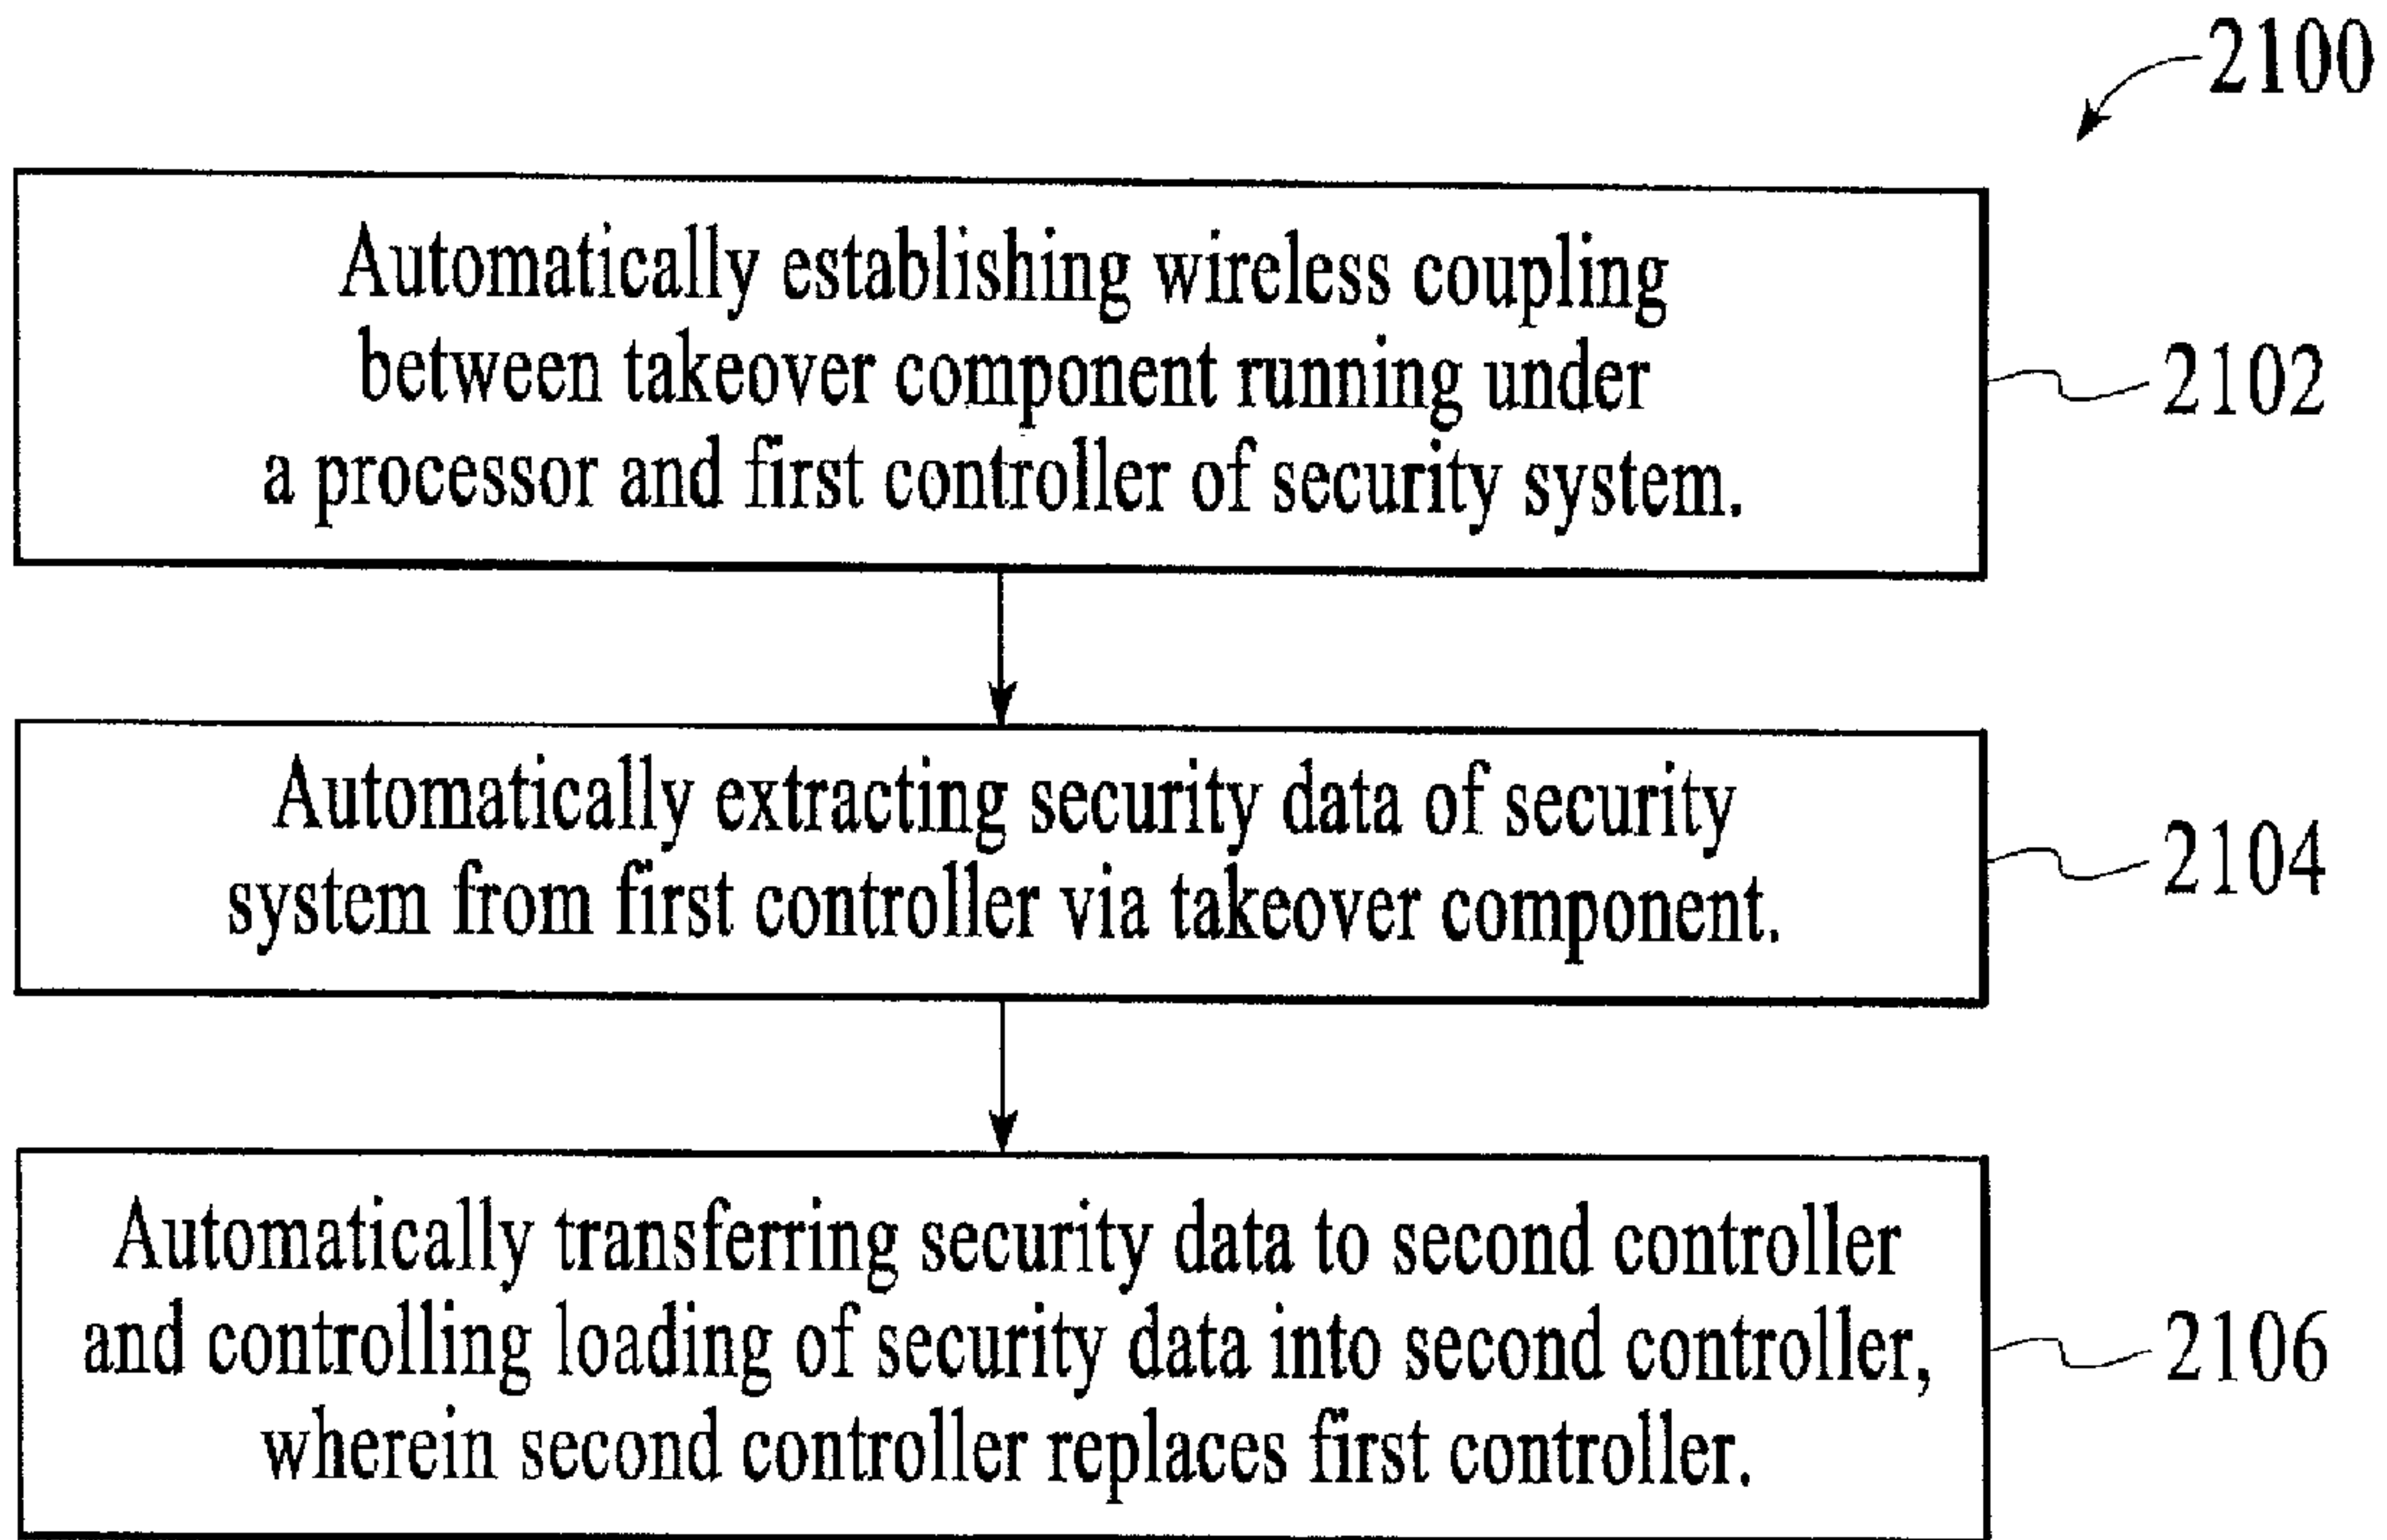 2100
Automatically establishing wireless coupling
between takeover component running under
a processor and first controller of security system.
2102
Automatically extracting security data of security
system from first controller via takeover component.
2104
Automatically transferring security data to second controller
and controlling loading of security data into second controller,
wherein second controller replaces first controller.
2106